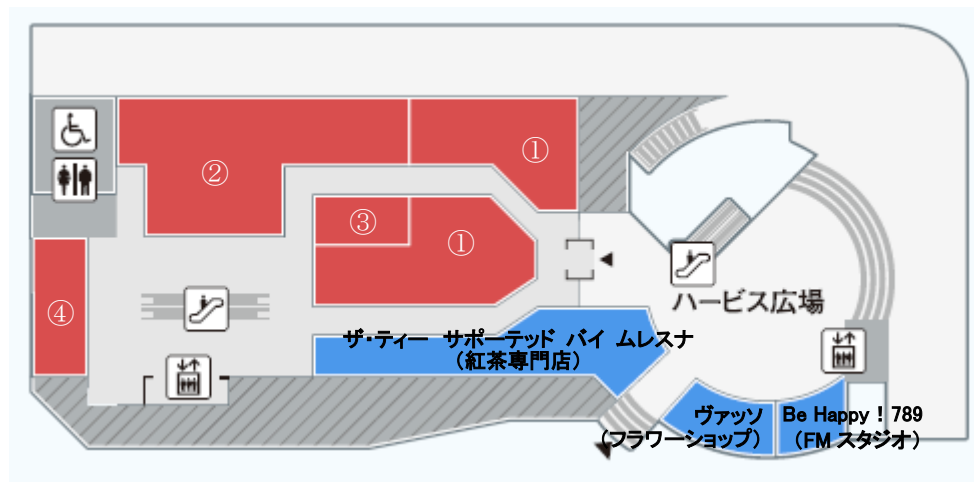 ①
②
③
①
④
ハービス広場
ザ・ティー サポーテッド バイ ムレスナ
（紅茶専門店）
ヴァッソ
（フラワーショップ）
Be Happy！789
（FMスタジオ）